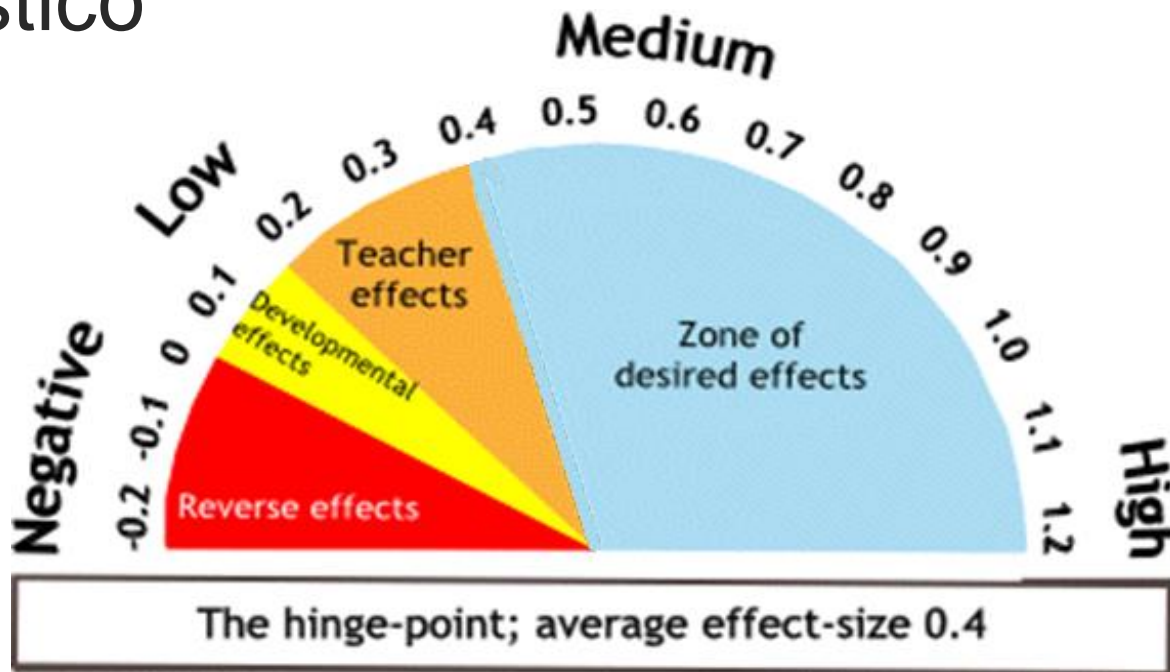 stico
Medium
Low
Negative
High
-0.2
-0.1
0
0.1
0.2
0.3
0.4
0.5
0.6
0.7
0.8
0.9
1.0
1.1
1.2
Reverse effects
Developmental
effects
Teacher
effects
Zone of
desired effects
The hinge-point; average effect-size 0.4